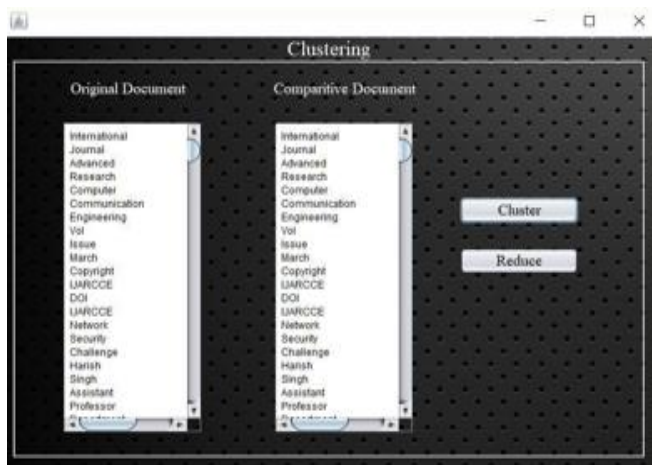 Clustering
Original Document
Comparitive Document
International
Journal
Advanced
Research
Computer
Communication
Engineering
Vol
Issue
March
Copyright
IJARCCE
DOI
IJARCCE
Network
Security
Challenge
Harish
Singh
Assistant
Professor
Department
International
Journal
Advanced
Research
Computer
Communication
Engineering
Vol
Issue
March
Copyright
IJARCCE
DOI
IJARCCE
Network
Security
Challenge
Harish
Singh
Assistant
Professor
Department
Cluster
Reduce